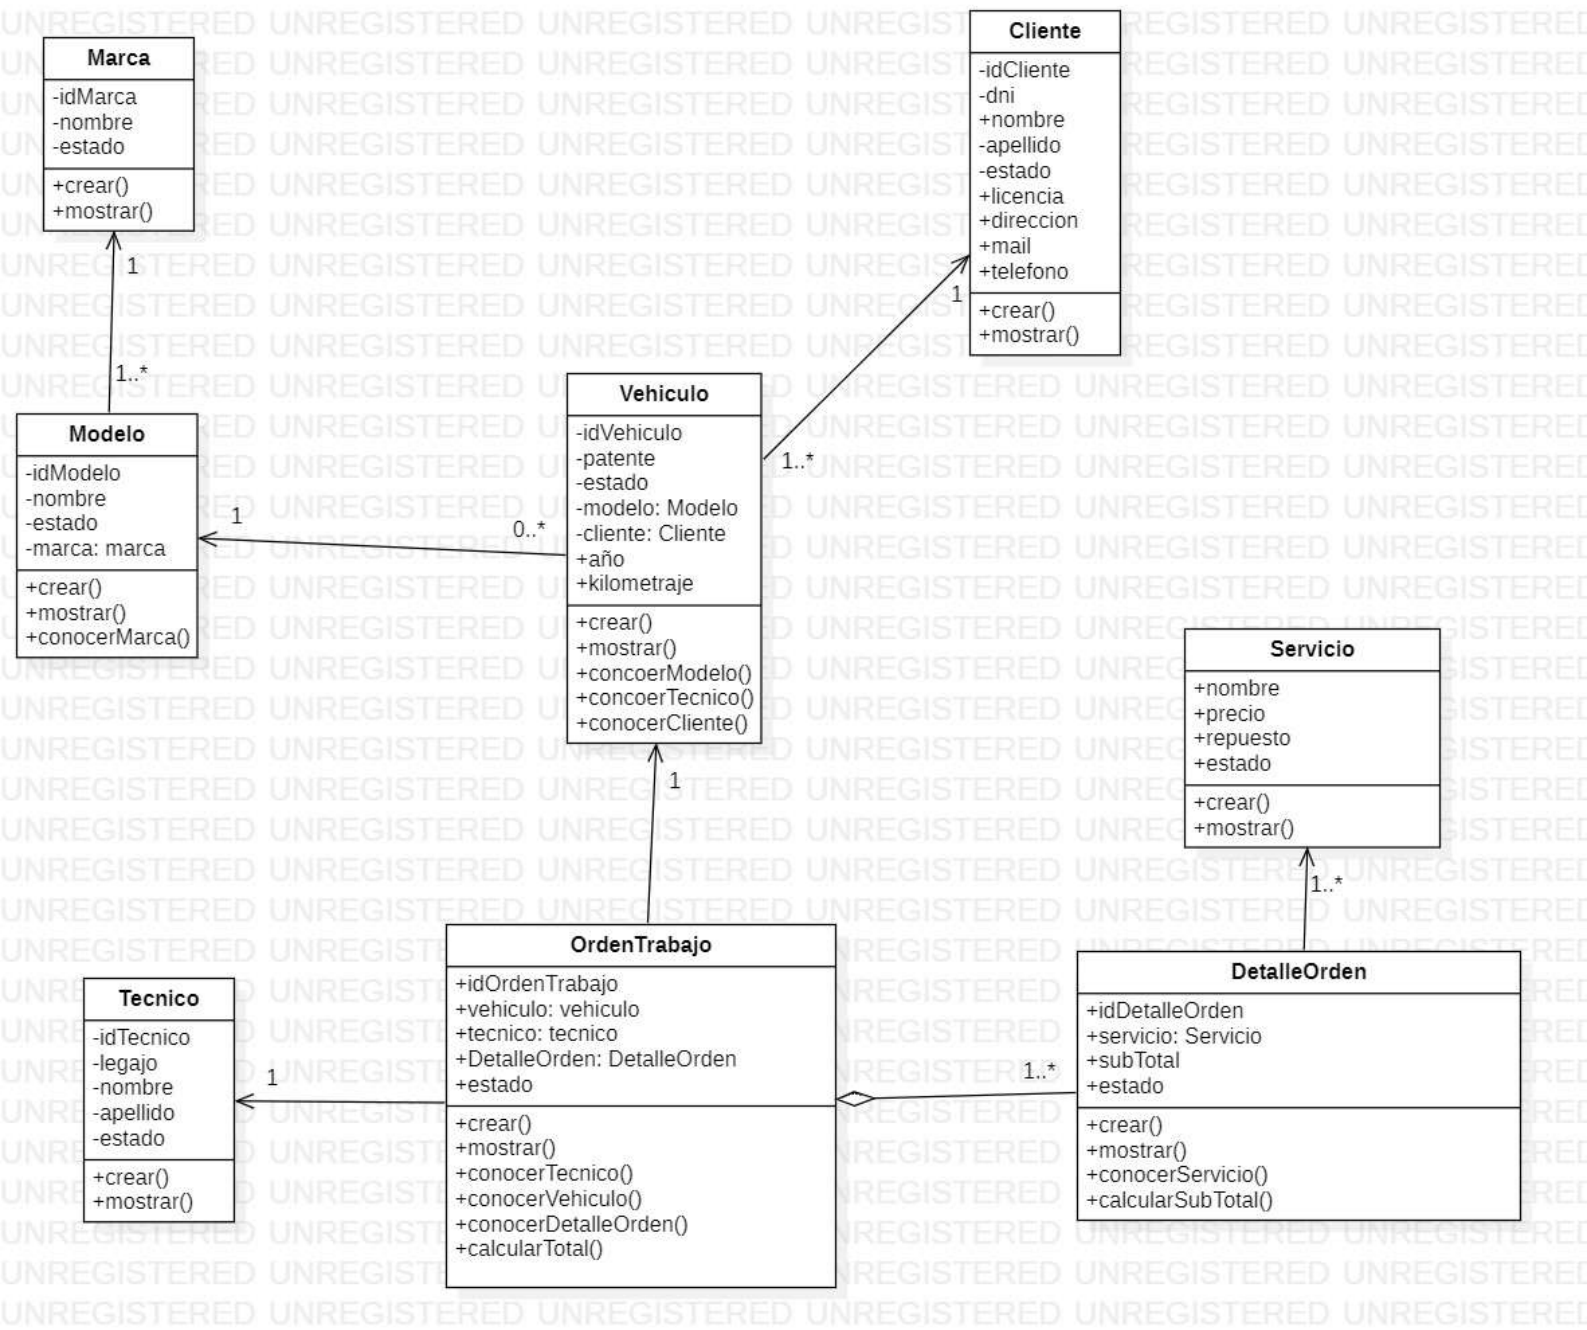 Marca
-idMarca
-nombre
-estado
+crear()
+mostrar()
1
1..*
Modelo
-idModelo
-nombre
-estado
-marca: marca
+crear()
+mostrar()
+conocerMarca()
1
0..*
Cliente
-idCliente
-dni
+nombre
-apellido
-estado
+licencia
+direccion
+mail
+telefono
+crear()
+mostrar()
1
1..*
Vehiculo
-idVehiculo
-patente
-estado
-modelo: Modelo
-cliente: Cliente
+año
+kilometraje
+crear()
+mostrar()
+concoerModelo()
+concoerTecnico()
+conocerCliente()
1
Servicio
+nombre
+precio
+repuesto
+estado
+crear()
+mostrar()
1..*
Tecnico
-idTecnico
-legajo
-nombre
-apellido
-estado
+crear()
+mostrar()
1
OrdenTrabajo
+idOrdenTrabajo
+vehiculo: vehiculo
+tecnico: tecnico
+DetalleOrden: DetalleOrden
+estado
+crear()
+mostrar()
+conocerTecnico()
+conocerVehiculo()
+conocerDetalleOrden()
+calcularTotal()
1..*
DetalleOrden
+idDetalleOrden
+servicio: Servicio
+subTotal
+estado
+crear()
+mostrar()
+conocerServicio()
+calcularSubTotal()
UNREGISTERED